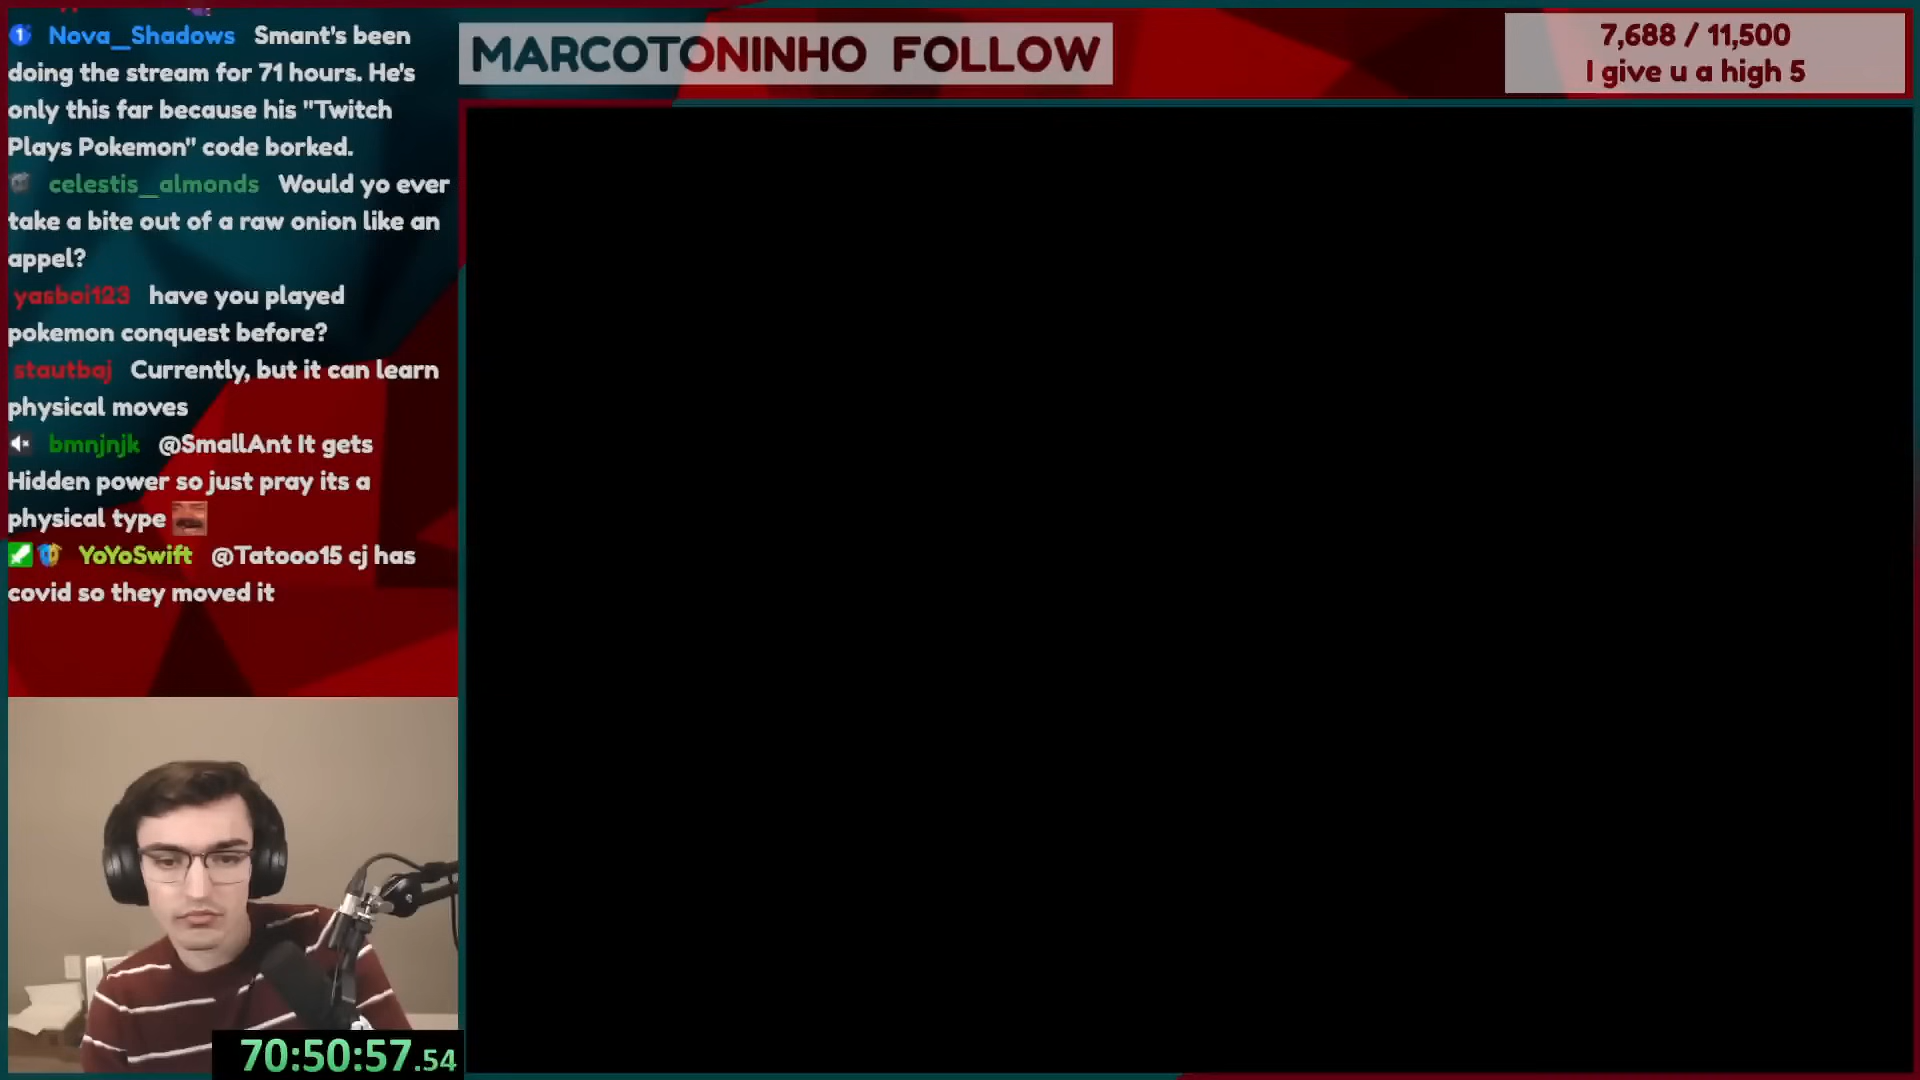 Nova_Shadows Smant's been
doing the stream for 71 hours. He's
only this far because his "Twitch
Plays Pokemon" code borked.
celestis_almonds Would yo ever
take a bite out of a raw onion like an
appel?
yasboi123 have you played
pokemon conquest before?
stautbaj Currently, but it can learn
physical moves
bmnjnjk @SmallAnt It gets
Hidden power so just pray its a
physical type
YoYoSwift @Tatooo15 cj has
covid so they moved it
MARCOTONINHO FOLLOW
7,688 / 11,500
I give u a high 5
70:50:57.54